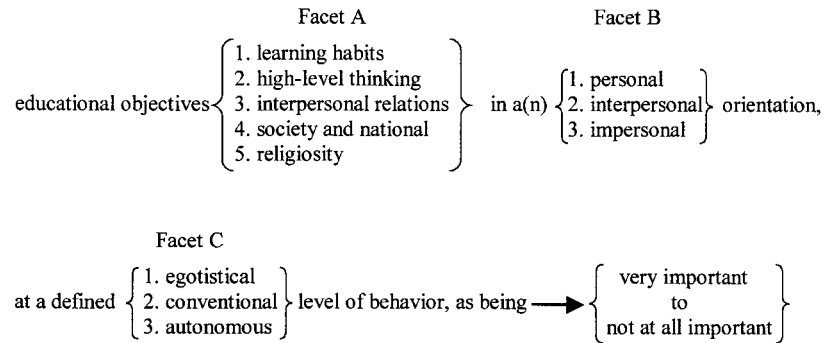 Facet A Facet B
1. learning habits
2. high-level thinking 1. personal
educational objectives 3. interpersonal relations in a(n) 2. interpersonal orientation,
4. society and national 3. impersonal
5. religiosity
Facet C
1. egotistical very important
at a defined 2. conventional level of behavior, as being to
3. autonomous not at all important